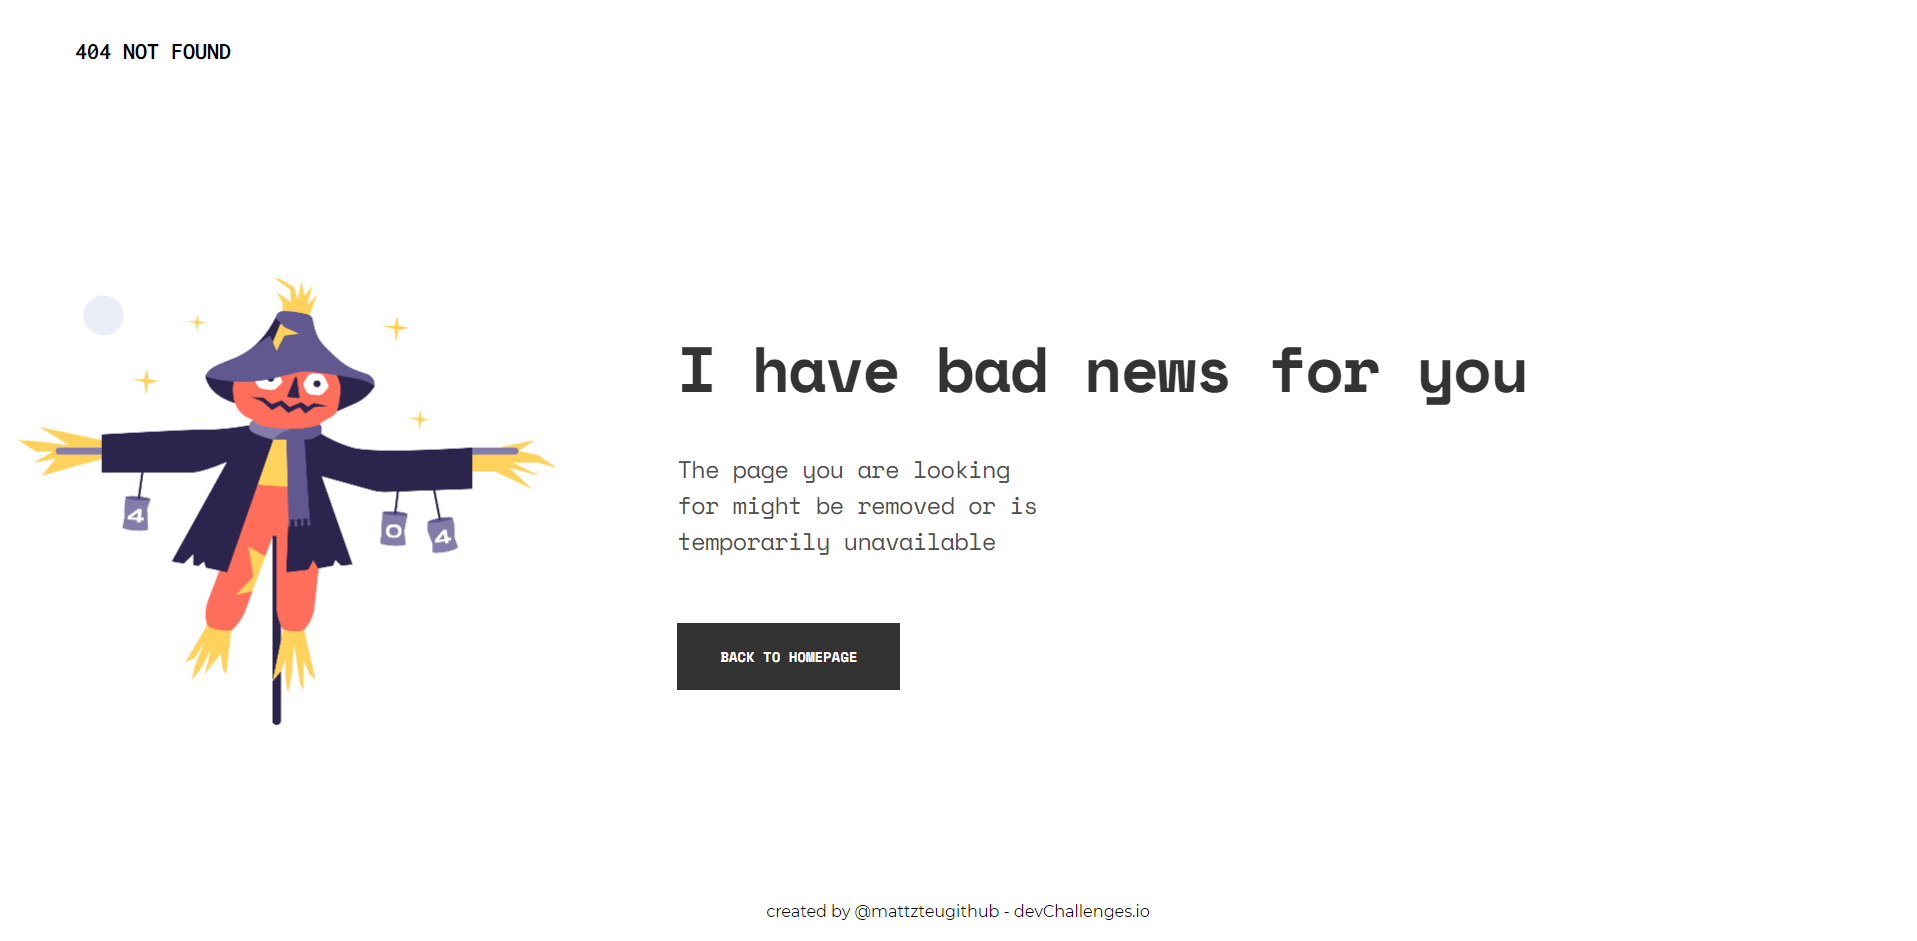 404 NOT FOUND
I have bad news for you
The page you are looking
for might be removed or is
temporarily unavailable
4
0
4
BACK TO HOMEPAGE
created by @mattzteugithub - devChallenges.io